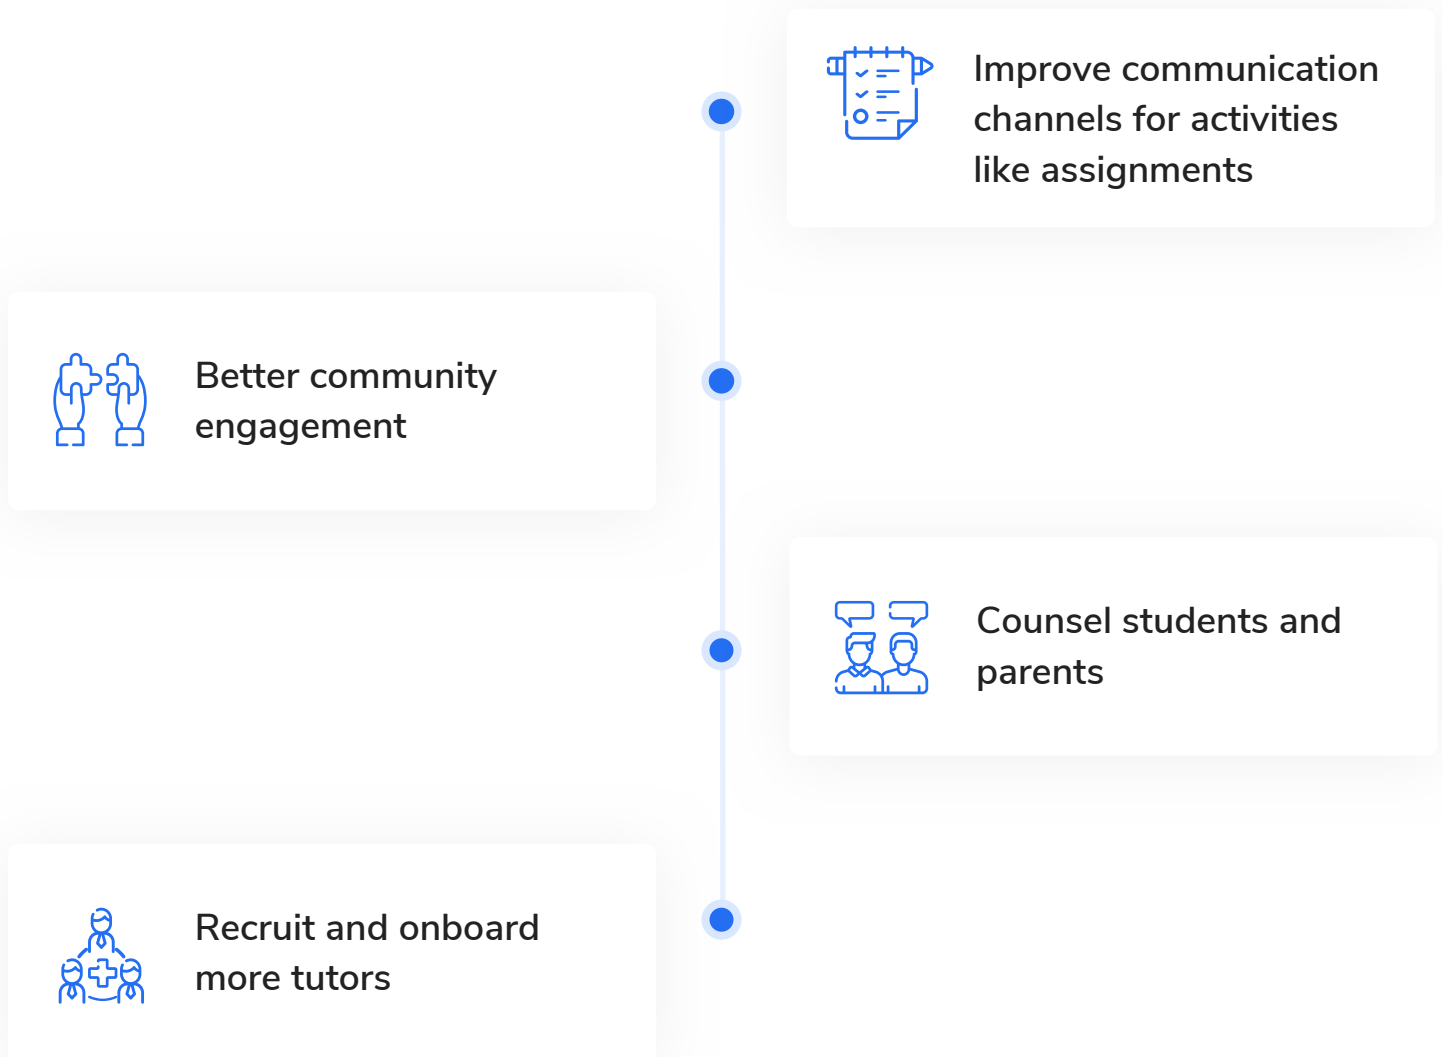 Improve communication
channels for activities
like assignments
Better community
engagement
Counsel students and
parents
Recruit and onboard
more tutors